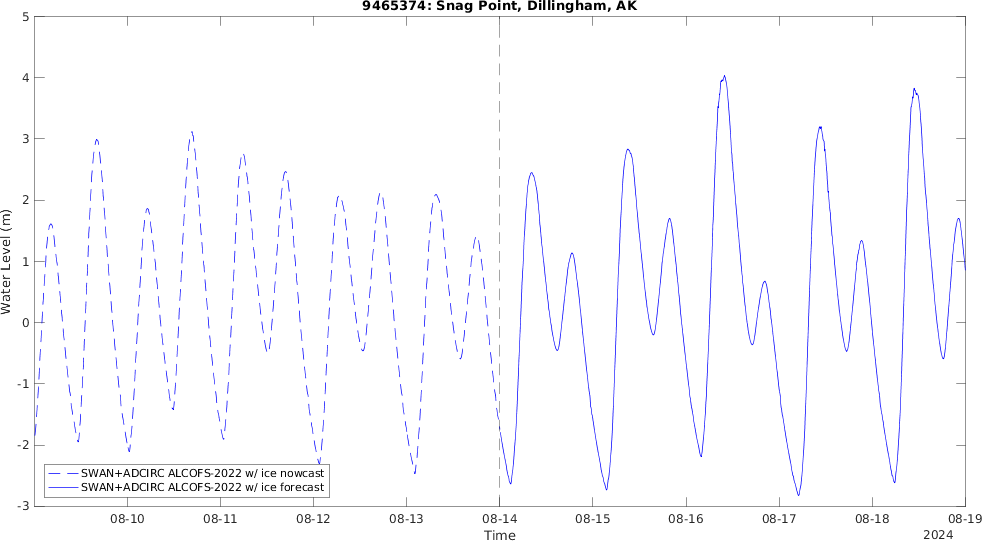 9465374: Snag Point, Dillingham, AK
5
4
3
2
1
0
-1
-2
-3
Water Level (m)
SWAN+ADCIRC ALCOFS-2022 w/ ice nowcast
SWAN+ADCIRC ALCOFS-2022 w/ ice forecast
08-10 08-11 08-12 08-13 08-14 08-15 08-16 08-17 08-18 08-19
Time
2024